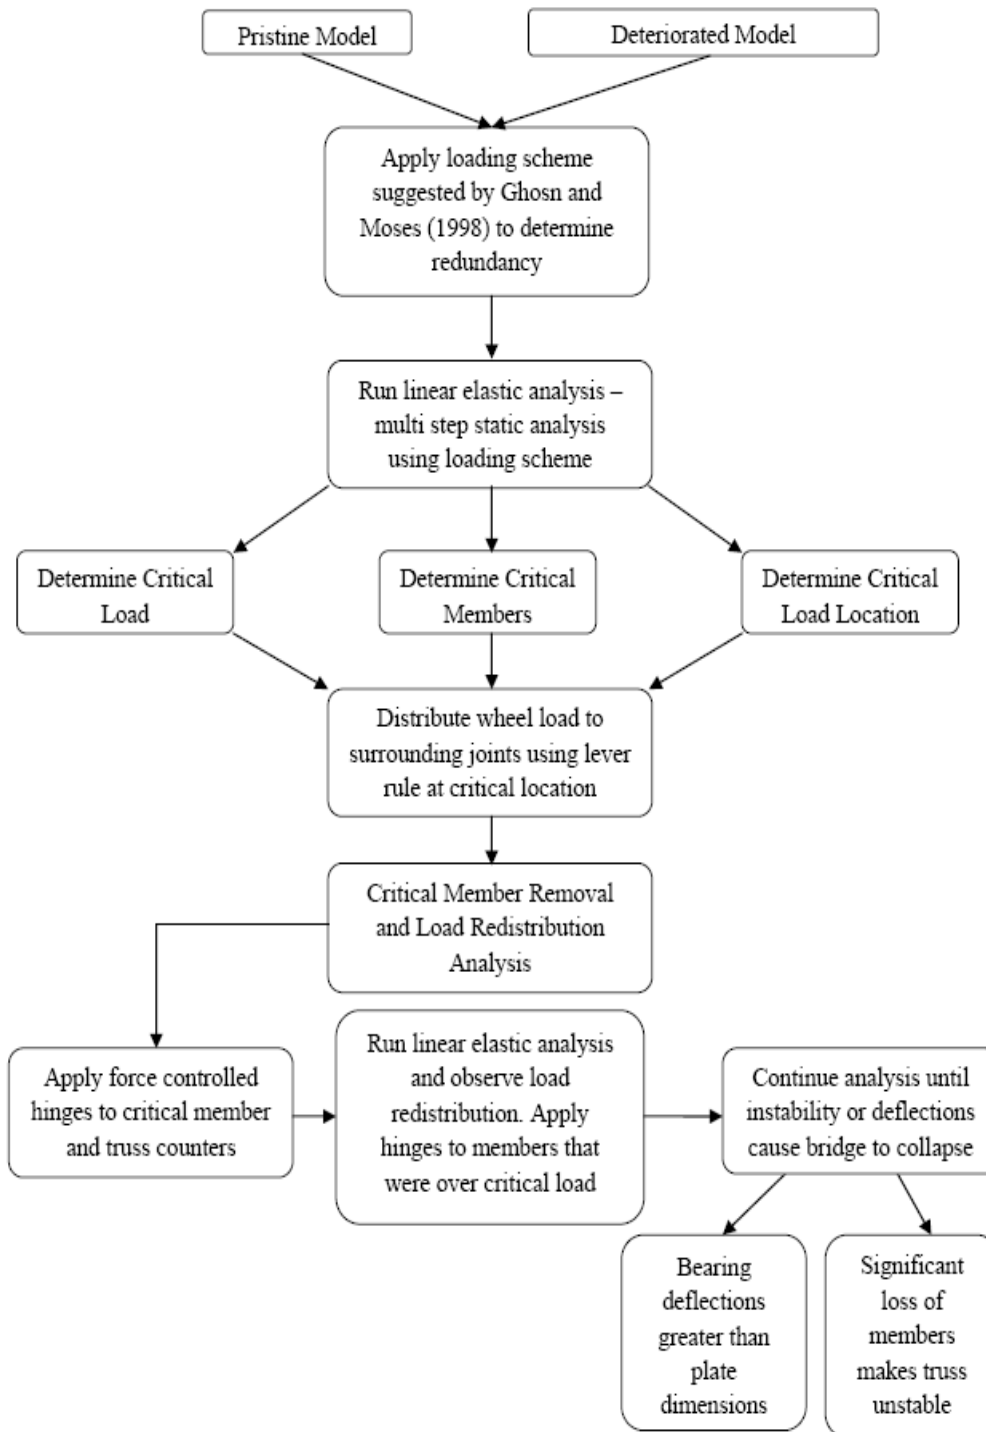 Pristine Model
Deteriorated Model
Apply loading scheme
suggested by Ghosn and
Moses (1998) to determine
redundancy
Run linear elastic analysis –
multi step static analysis
using loading scheme
Determine Critical
Load
Determine Critical
Members
Determine Critical
Load Location
Distribute wheel load to
surrounding joints using lever
rule at critical location
Critical Member Removal
and Load Redistribution
Analysis
Apply force controlled
hinges to critical member
and truss counters
Run linear elastic analysis
and observe load
redistribution. Apply
hinges to members that
were over critical load
Continue analysis until
instability or deflections
cause bridge to collapse
Bearing
deflections
greater than
plate
dimensions
Significant
loss of
members
makes truss
unstable